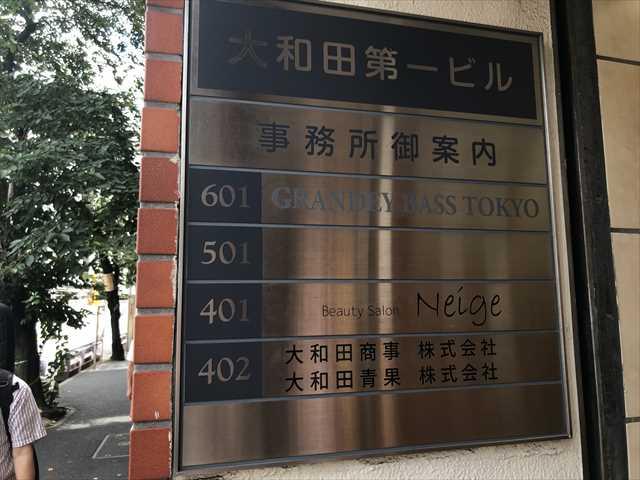 大和田第一ビル
事務所御案内
601 GRANDEY BASS TOKYO
501
401 Beauty Salon Neige
402 大和田商事 株式会社
大和田青果 株式会社